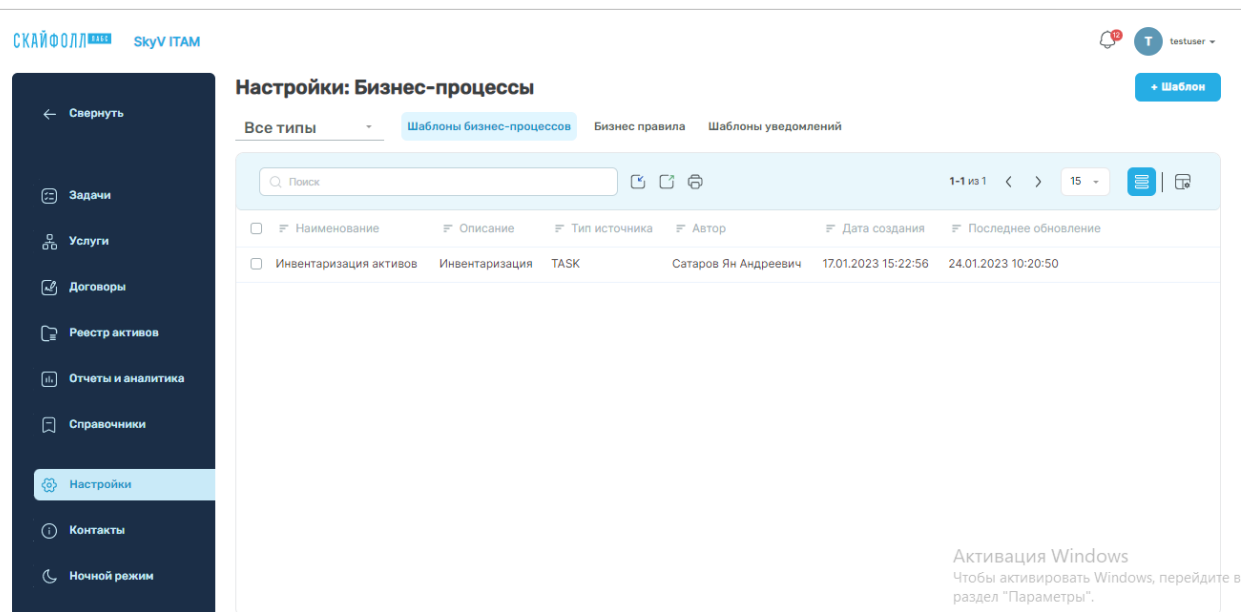 СКАЙФОЛЛ SkyV ITAM
12
T testuser
Настройки: Бизнес-процессы
+ Шаблон
Свернуть
Все типы Шаблоны бизнес-процессов Бизнес правила Шаблоны уведомлений
Поиск 1-1 из 1 15
Задачи
Наименование Описание Тип источника Автор Дата создания Последнее обновление
Услуги
Инвентаризация активов Инвентаризация TASK Сатаров Ян Андреевич 17.01.2023 15:22:56 24.01.2023 10:20:50
Договоры
Реестр активов
Отчеты и аналитика
Справочники
Настройки
Контакты
Ночной режим
Активация Windows
Чтобы активировать Windows, перейдите в
раздел "Параметры".